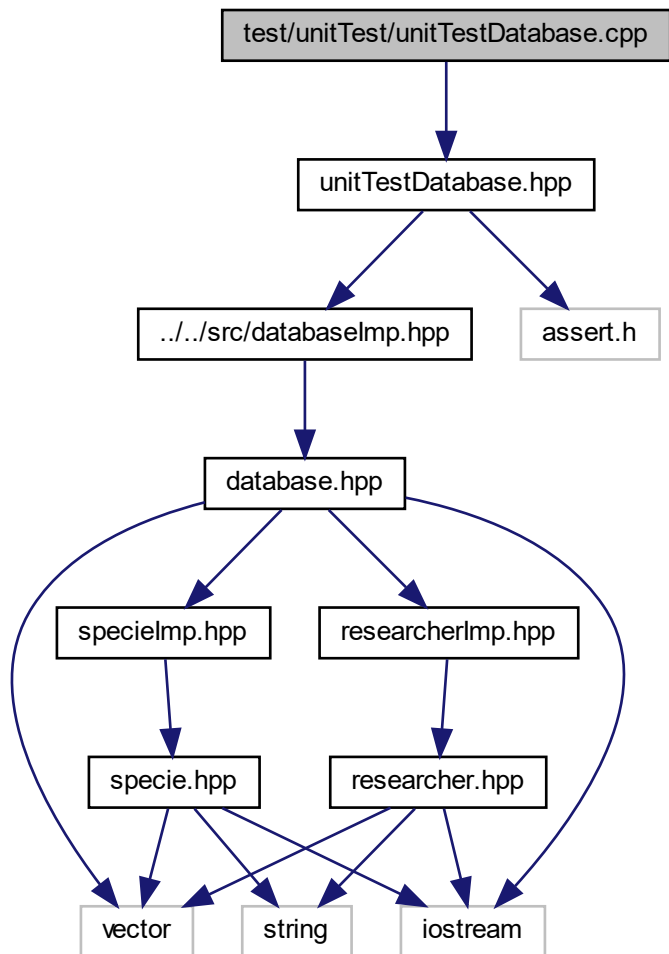 test/unitTest/unitTestDatabase.cpp
unitTestDatabase.hpp
../../src/databaseImp.hpp
assert.h
database.hpp
specieImp.hpp
researcherImp.hpp
specie.hpp
researcher.hpp
vector
string
iostream